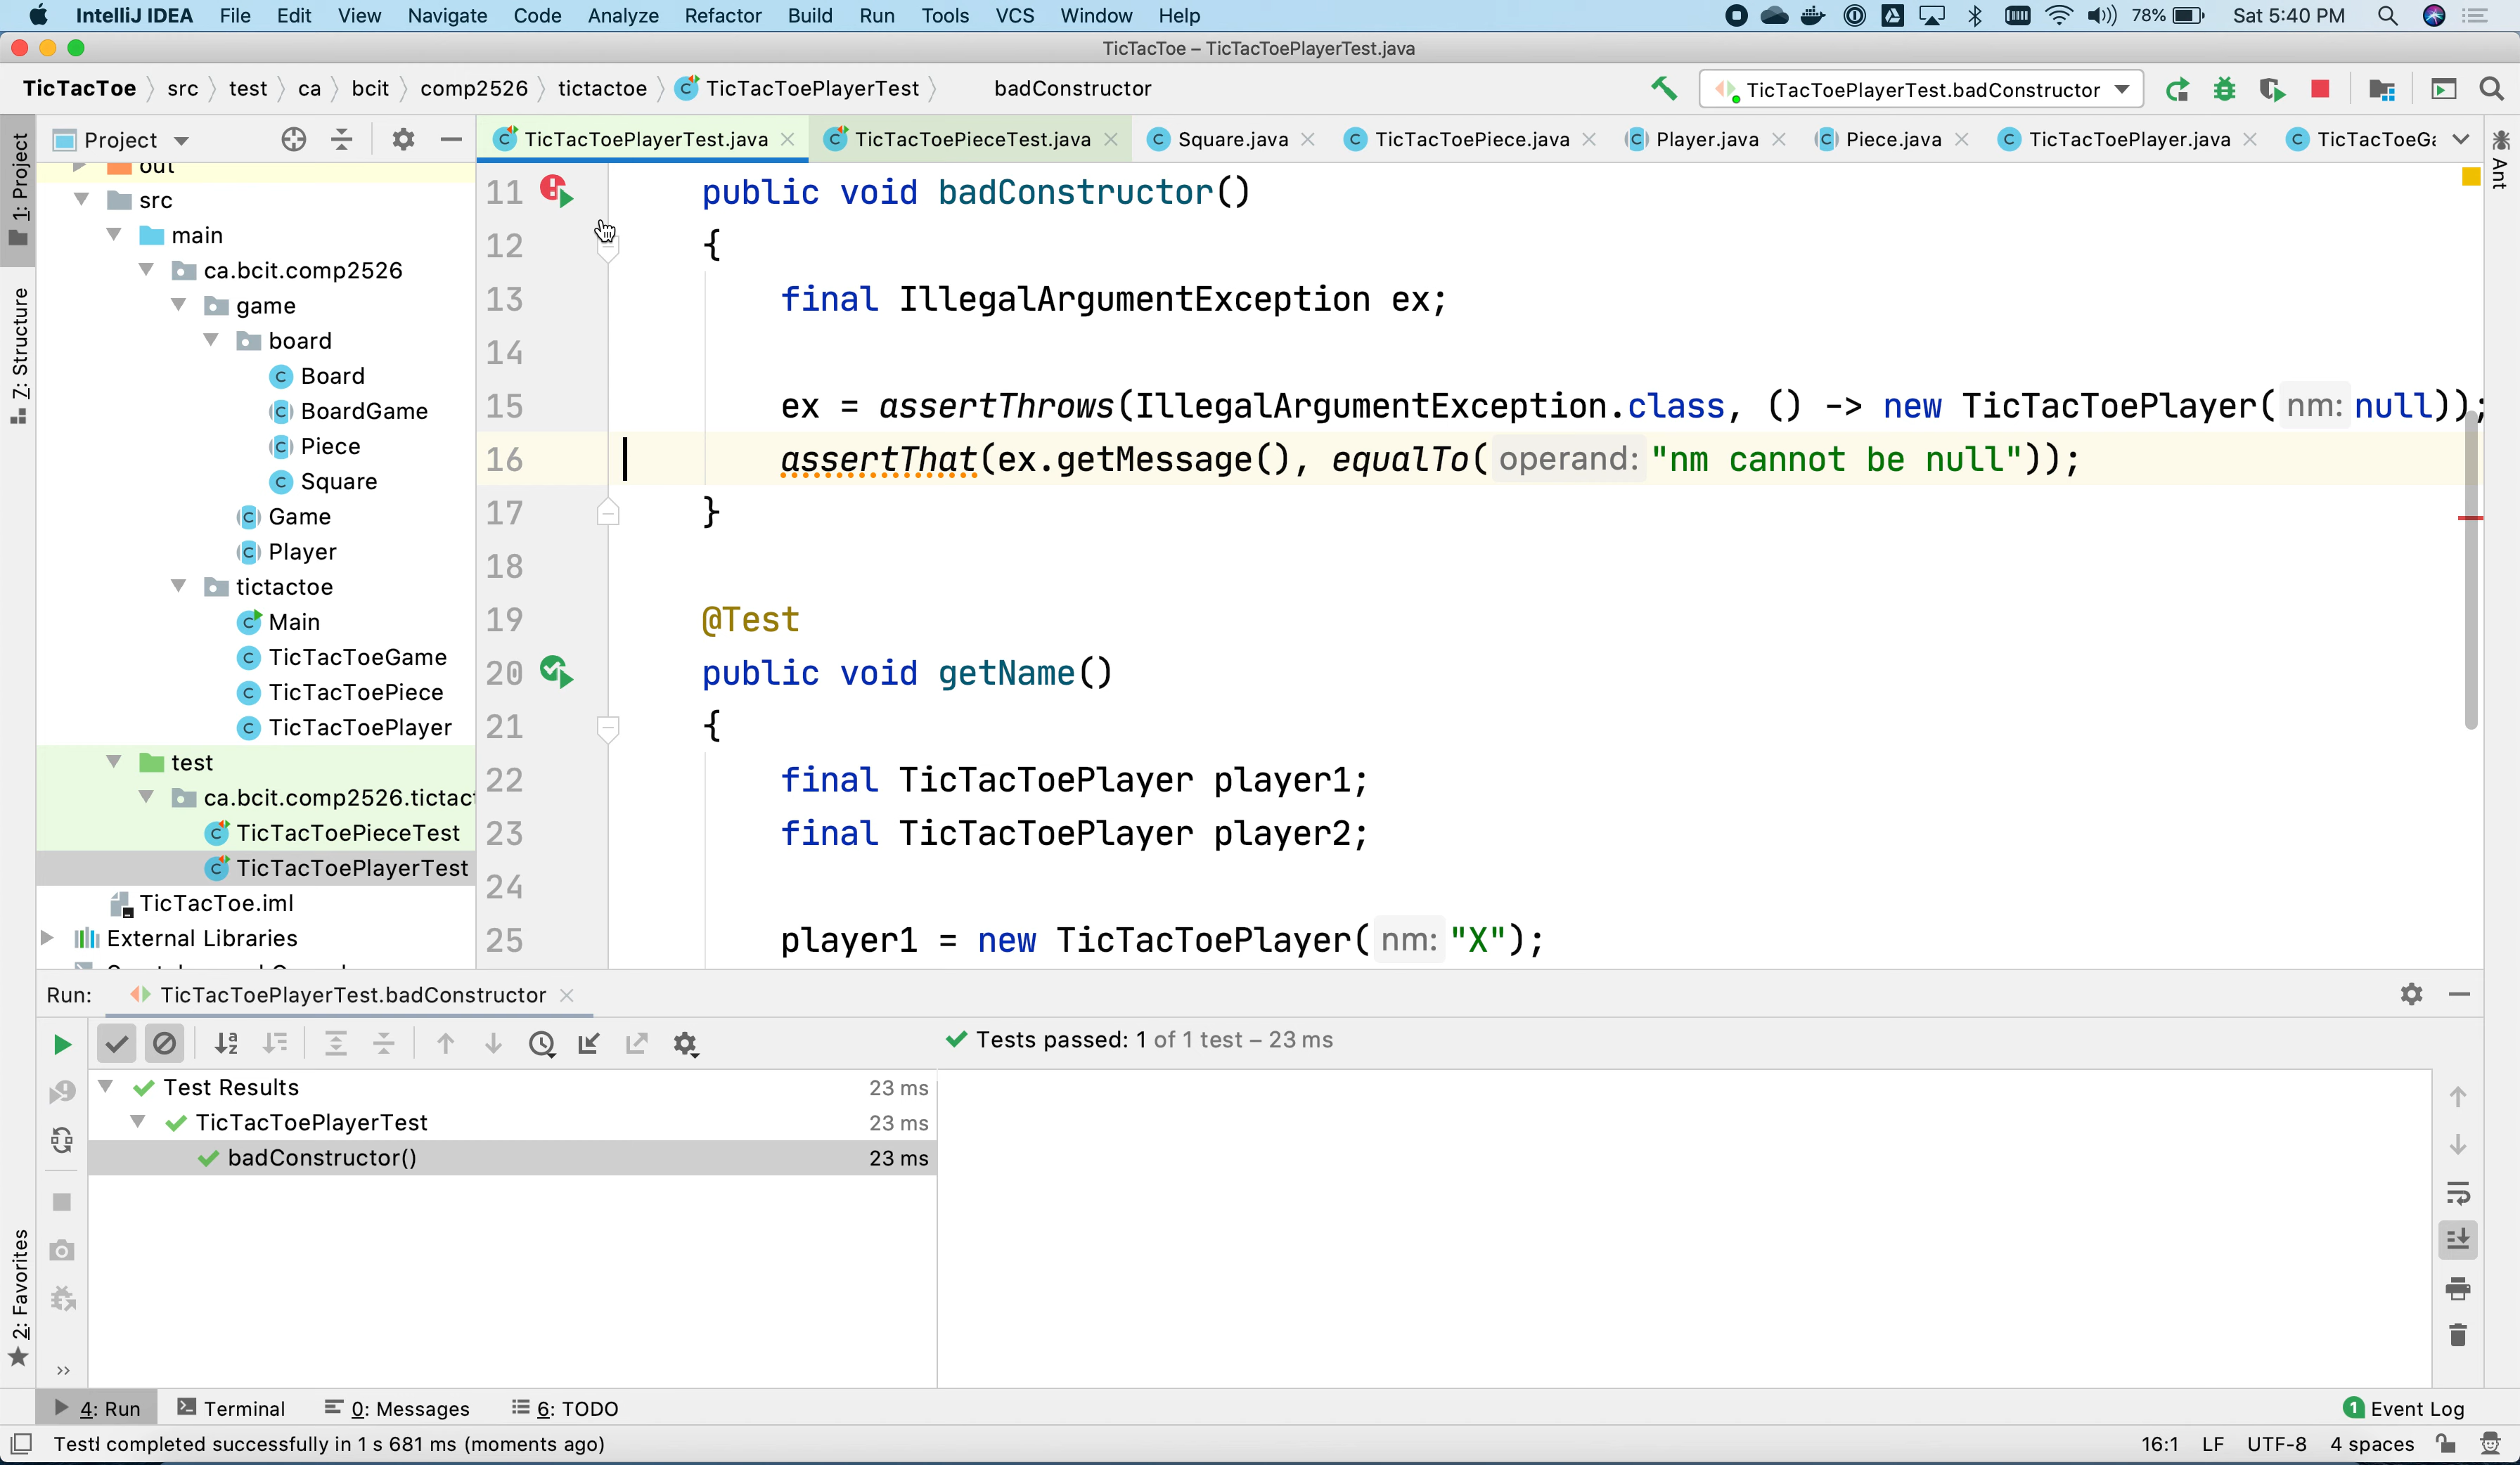 IntelliJ IDEA File Edit View Navigate Code Analyze Refactor Build Run Tools VCS Window Help 78% Sat 5:40 PM
TicTacToe – TicTacToePlayerTest.java
TicTacToe src test ca bcit comp2526 tictactoe TicTacToePlayerTest badConstructor TicTacToePlayerTest.badConstructor
Project TicTacToePlayerTest.java TicTacToePieceTest.java Square.java TicTacToePiece.java Player.java Piece.java TicTacToePlayer.java TicTacToeGa
1: Project
7: Structure
2: Favorites
Ant
out
src
main
ca.bcit.comp2526
game
board
Board
BoardGame
Piece
Square
Game
Player
tictactoe
Main
TicTacToeGame
TicTacToePiece
TicTacToePlayer
test
ca.bcit.comp2526.tictact
TicTacToePieceTest
TicTacToePlayerTest
TicTacToe.iml
External Libraries
11 public void badConstructor()
12 {
13 final IllegalArgumentException ex;
14
15 ex = assertThrows(IllegalArgumentException.class, () -> new TicTacToePlayer( nm: null));
16 assertThat(ex.getMessage(), equalTo( operand: "nm cannot be null"));
17 }
18
19 @Test
20 public void getName()
21 {
22 final TicTacToePlayer player1;
23 final TicTacToePlayer player2;
24
25 player1 = new TicTacToePlayer( nm: "X");
Run: TicTacToePlayerTest.badConstructor
Tests passed: 1 of 1 test – 23 ms
Test Results 23 ms
TicTacToePlayerTest 23 ms
badConstructor() 23 ms
4: Run Terminal 0: Messages 6: TODO 1 Event Log
Testl completed successfully in 1 s 681 ms (moments ago) 16:1 LF UTF-8 4 spaces